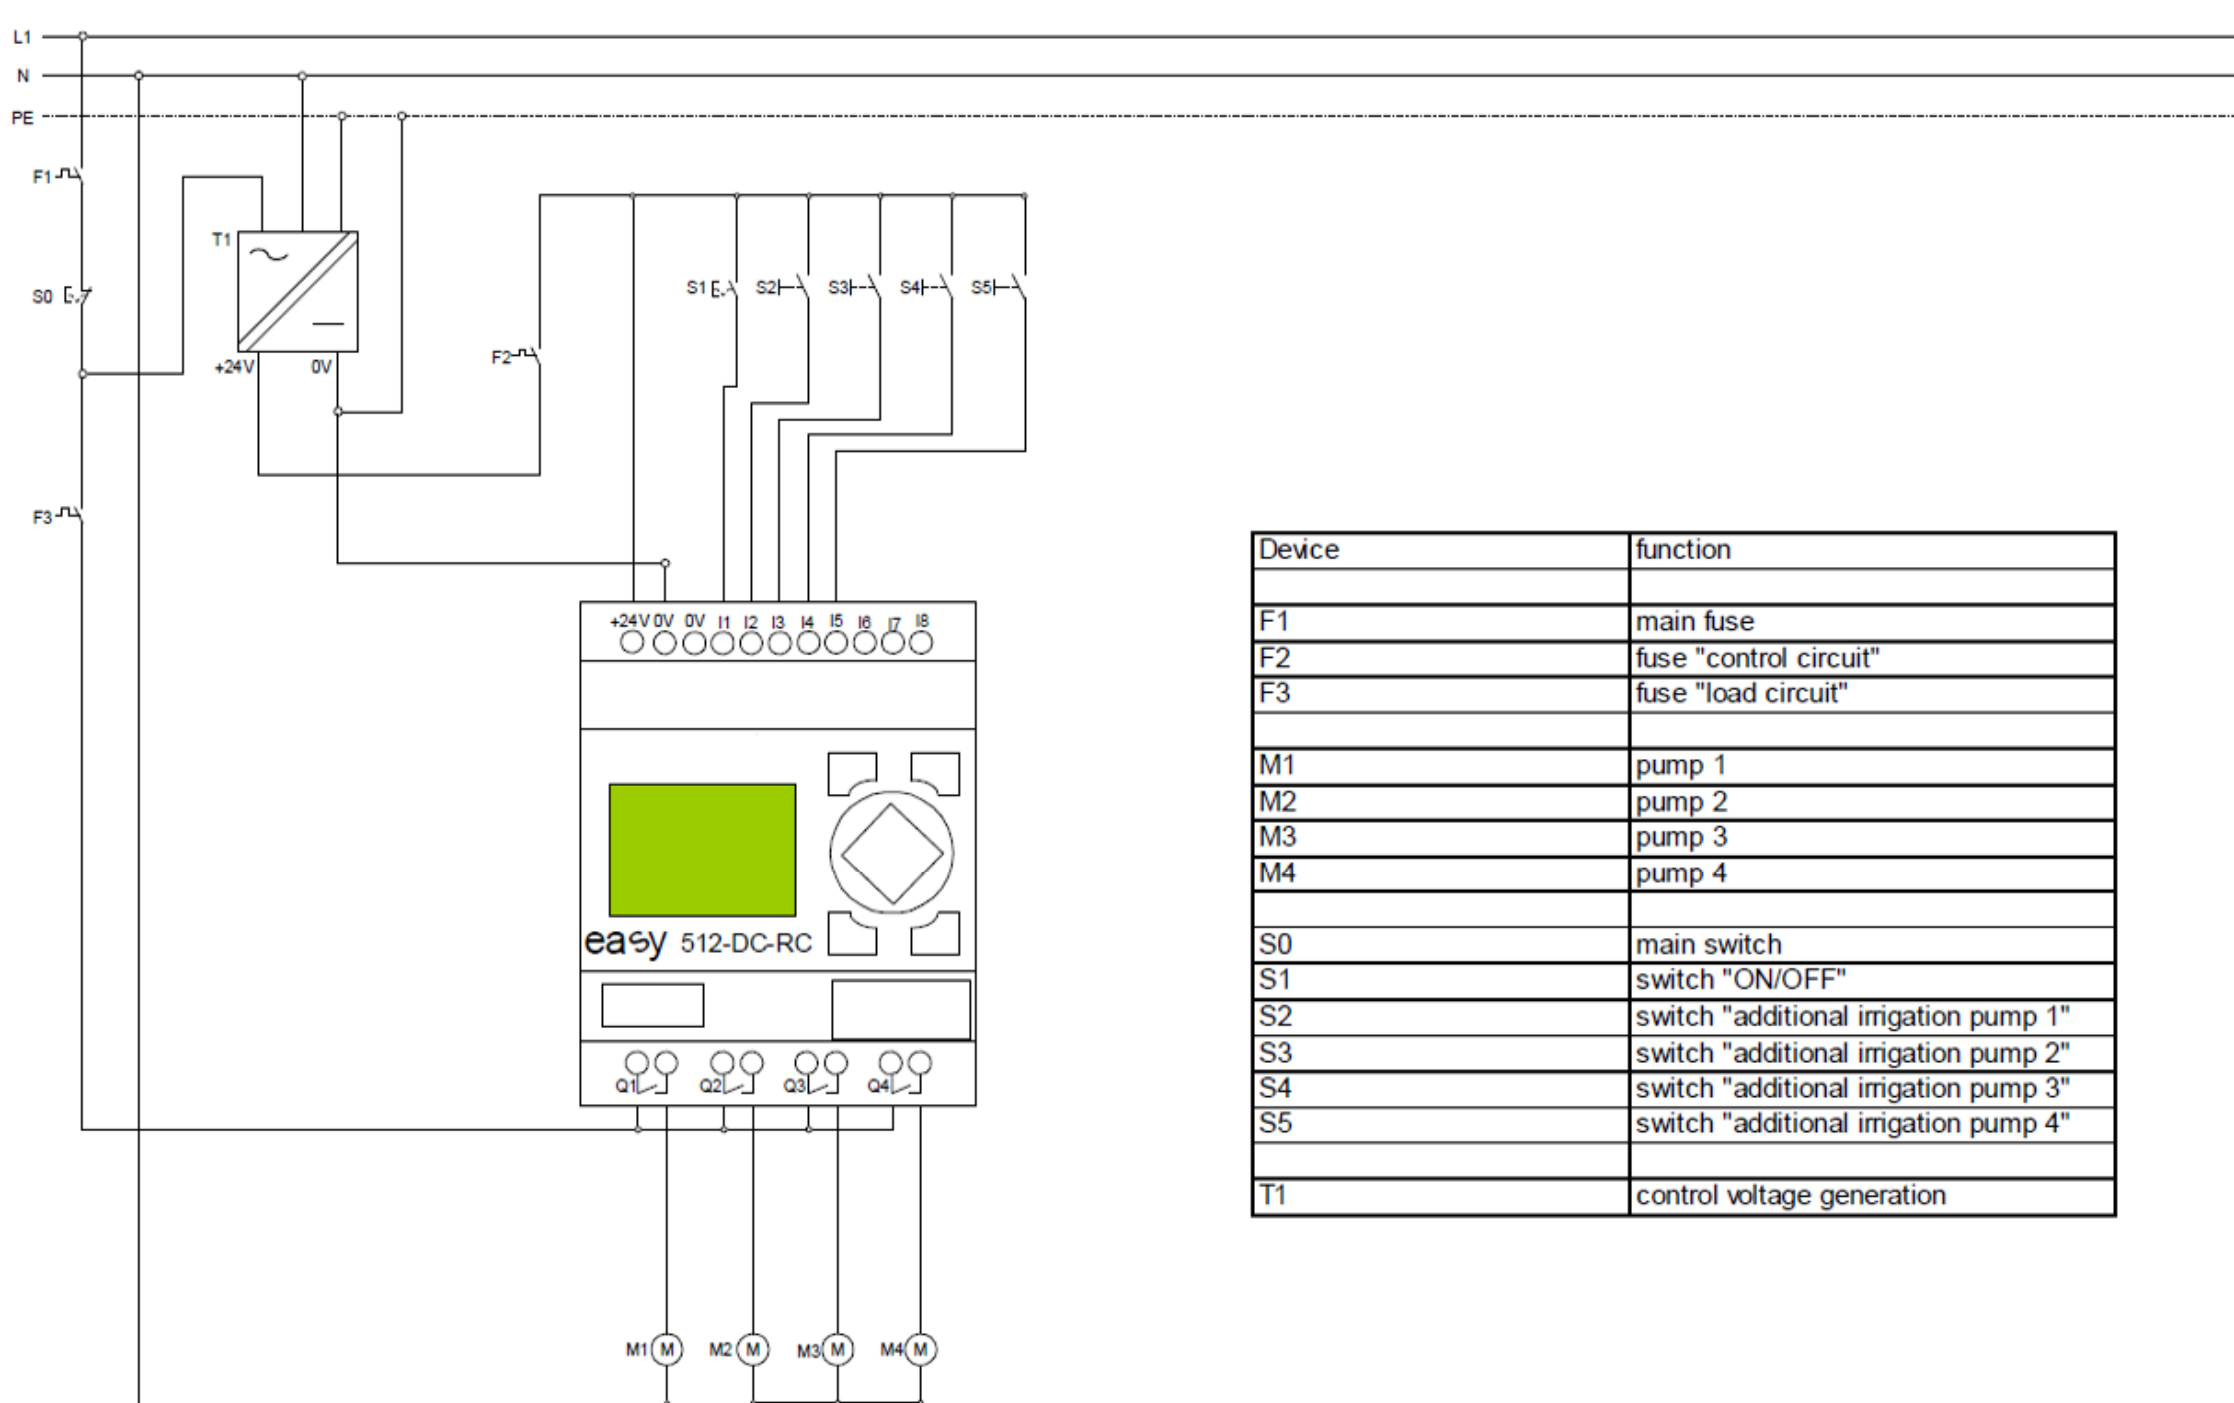 L1
N
PE
F1
T1
S0
S1 S2 S3 S4 S5
F2
+24V 0V
F3
+24V 0V 0V I1 I2 I3 I4 I5 I6 I7 I8
easy 512-DC-RC
Q1 Q2 Q3 Q4
M1 M M2 M M3 M M4 M
Device function
F1 main fuse
F2 fuse "control circuit"
F3 fuse "load circuit"
M1 pump 1
M2 pump 2
M3 pump 3
M4 pump 4
S0 main switch
S1 switch "ON/OFF"
S2 switch "additional irrigation pump 1"
S3 switch "additional irrigation pump 2"
S4 switch "additional irrigation pump 3"
S5 switch "additional irrigation pump 4"
T1 control voltage generation